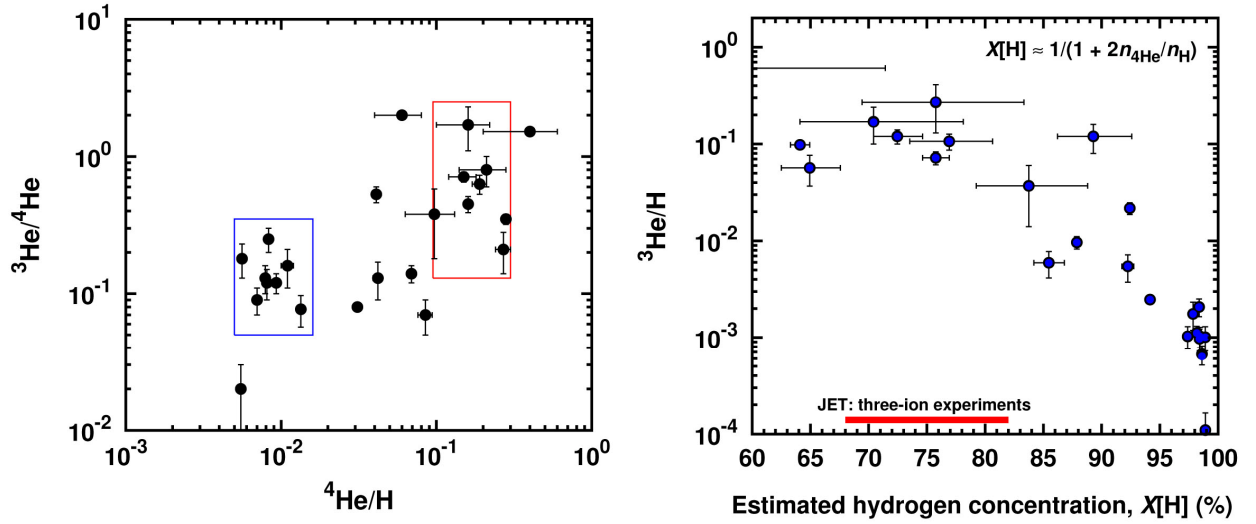 10¹
10⁰
10⁻¹
10⁻²
³He/⁴He
10⁻³
10⁻²
10⁻¹
10⁰
⁴He/H
X[H] ≈ 1/(1 + 2n₄He/nH)
10⁰
10⁻¹
10⁻²
10⁻³
10⁻⁴
³He/H
JET: three-ion experiments
60 65 70 75 80 85 90 95 100
Estimated hydrogen concentration, X[H] (%)